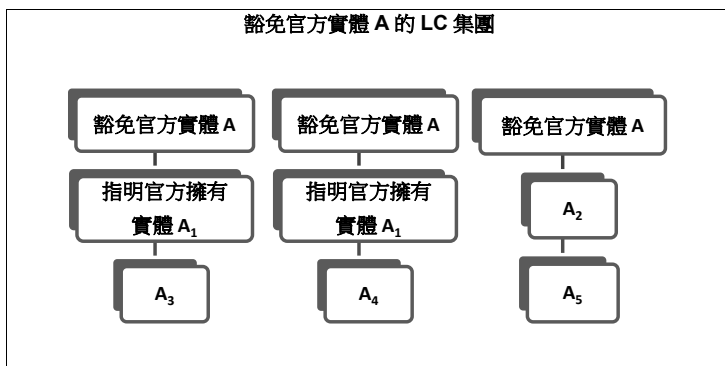 豁免官方實體 A 的 LC 集團
豁免官方實體 A
豁免官方實體 A
豁免官方實體 A
指明官方擁有
實體 A₁
指明官方擁有
實體 A₁
A₂
A₃
A₄
A₅